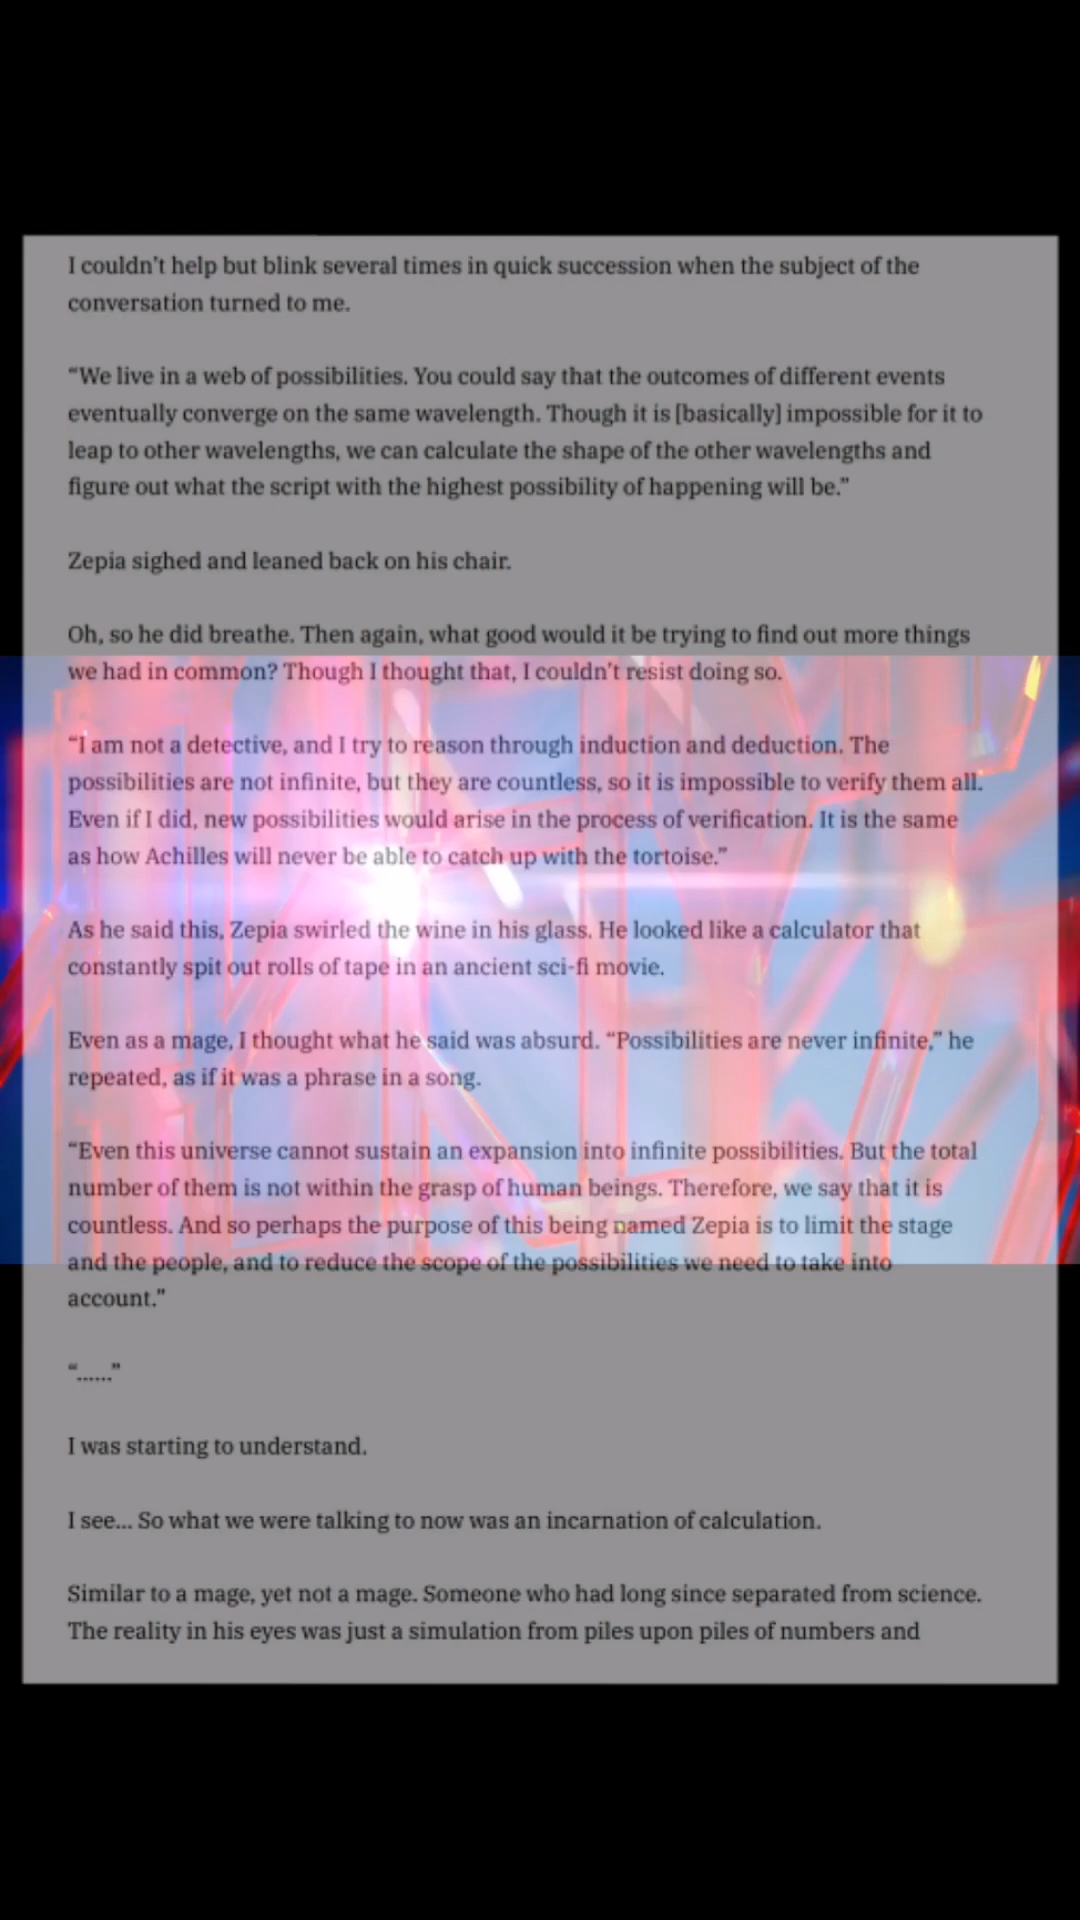 I couldn't help but blink several times in quick succession when the subject of the
conversation turned to me.
“We live in a web of possibilities. You could say that the outcomes of different events
eventually converge on the same wavelength. Though it is [basically] impossible for it to
leap to other wavelengths, we can calculate the shape of the other wavelengths and
figure out what the script with the highest possibility of happening will be.”
Zepia sighed and leaned back on his chair.
Oh, so he did breathe. Then again, what good would it be trying to find out more things
we had in common? Though I thought that, I couldn't resist doing so.
“I am not a detective, and I try to reason through induction and deduction. The
possibilities are not infinite, but they are countless, so it is impossible to verify them all.
Even if I did, new possibilities would arise in the process of verification. It is the same
as how Achilles will never be able to catch up with the tortoise.”
As he said this, Zepia swirled the wine in his glass. He looked like a calculator that
constantly spit out rolls of tape in an ancient sci-fi movie.
Even as a mage, I thought what he said was absurd. “Possibilities are never infinite,” he
repeated, as if it was a phrase in a song.
“Even this universe cannot sustain an expansion into infinite possibilities. But the total
number of them is not within the grasp of human beings. Therefore, we say that it is
countless. And so perhaps the purpose of this being named Zepia is to limit the stage
and the people, and to reduce the scope of the possibilities we need to take into
account.”
“......”
I was starting to understand.
I see... So what we were talking to now was an incarnation of calculation.
Similar to a mage, yet not a mage. Someone who had long since separated from science.
The reality in his eyes was just a simulation from piles upon piles of numbers and